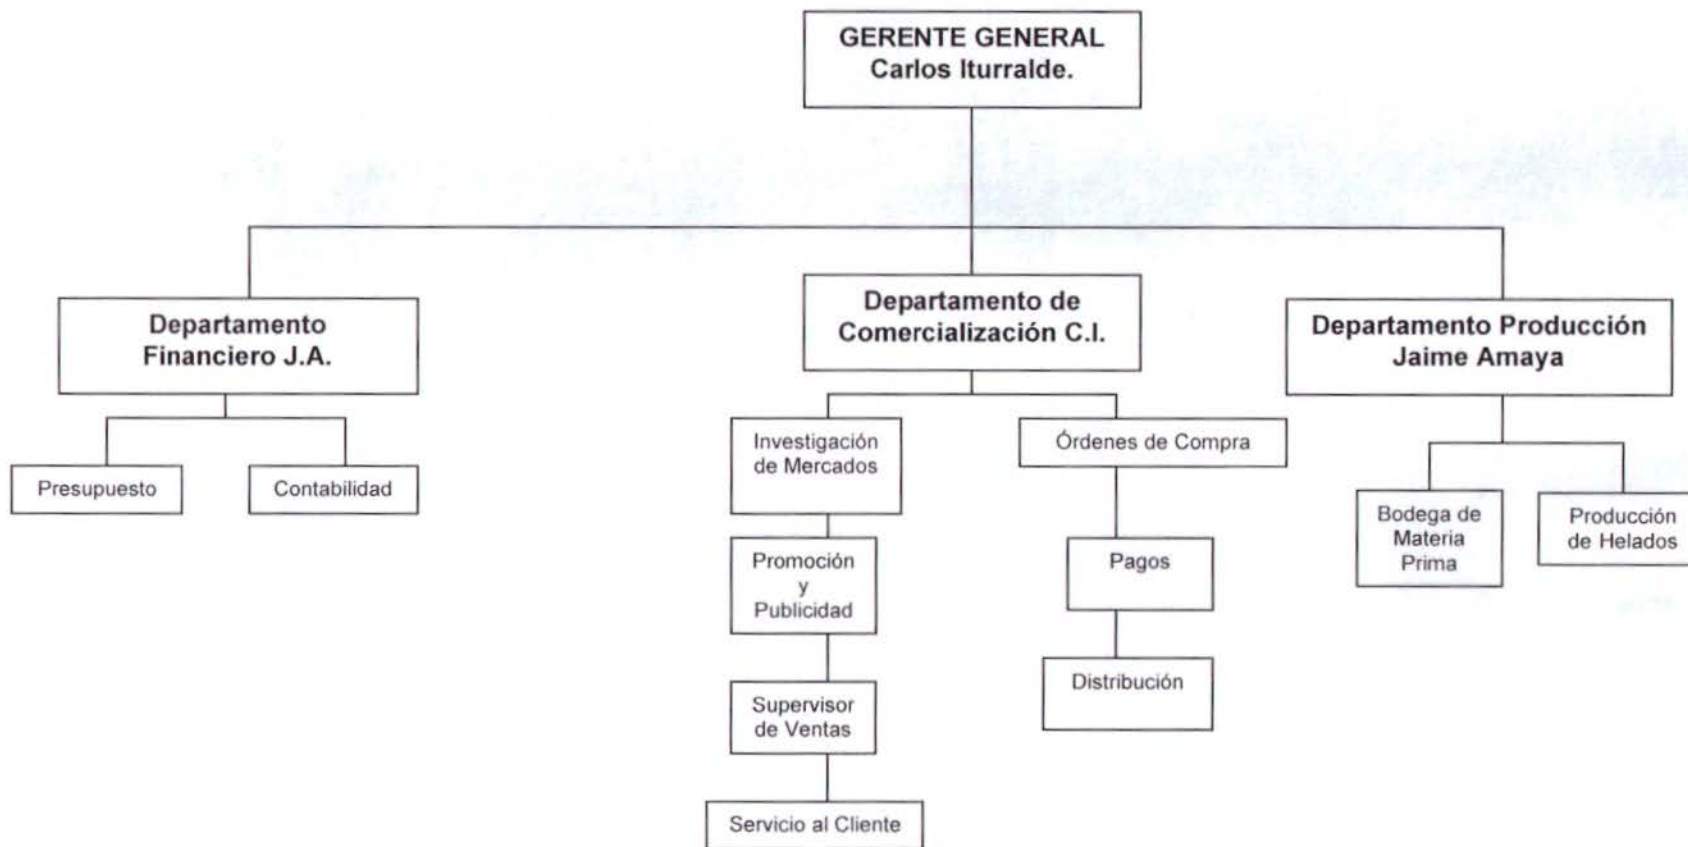 GERENTE GENERAL
Carlos Iturralde.
Departamento
Financiero J.A.
Departamento de
Comercialización C.I.
Departamento Producción
Jaime Amaya
Presupuesto
Contabilidad
Investigación
de Mercados
Órdenes de Compra
Bodega de
Materia
Prima
Producción
de Helados
Promoción
y
Publicidad
Pagos
Supervisor
de Ventas
Distribución
Servicio al Cliente